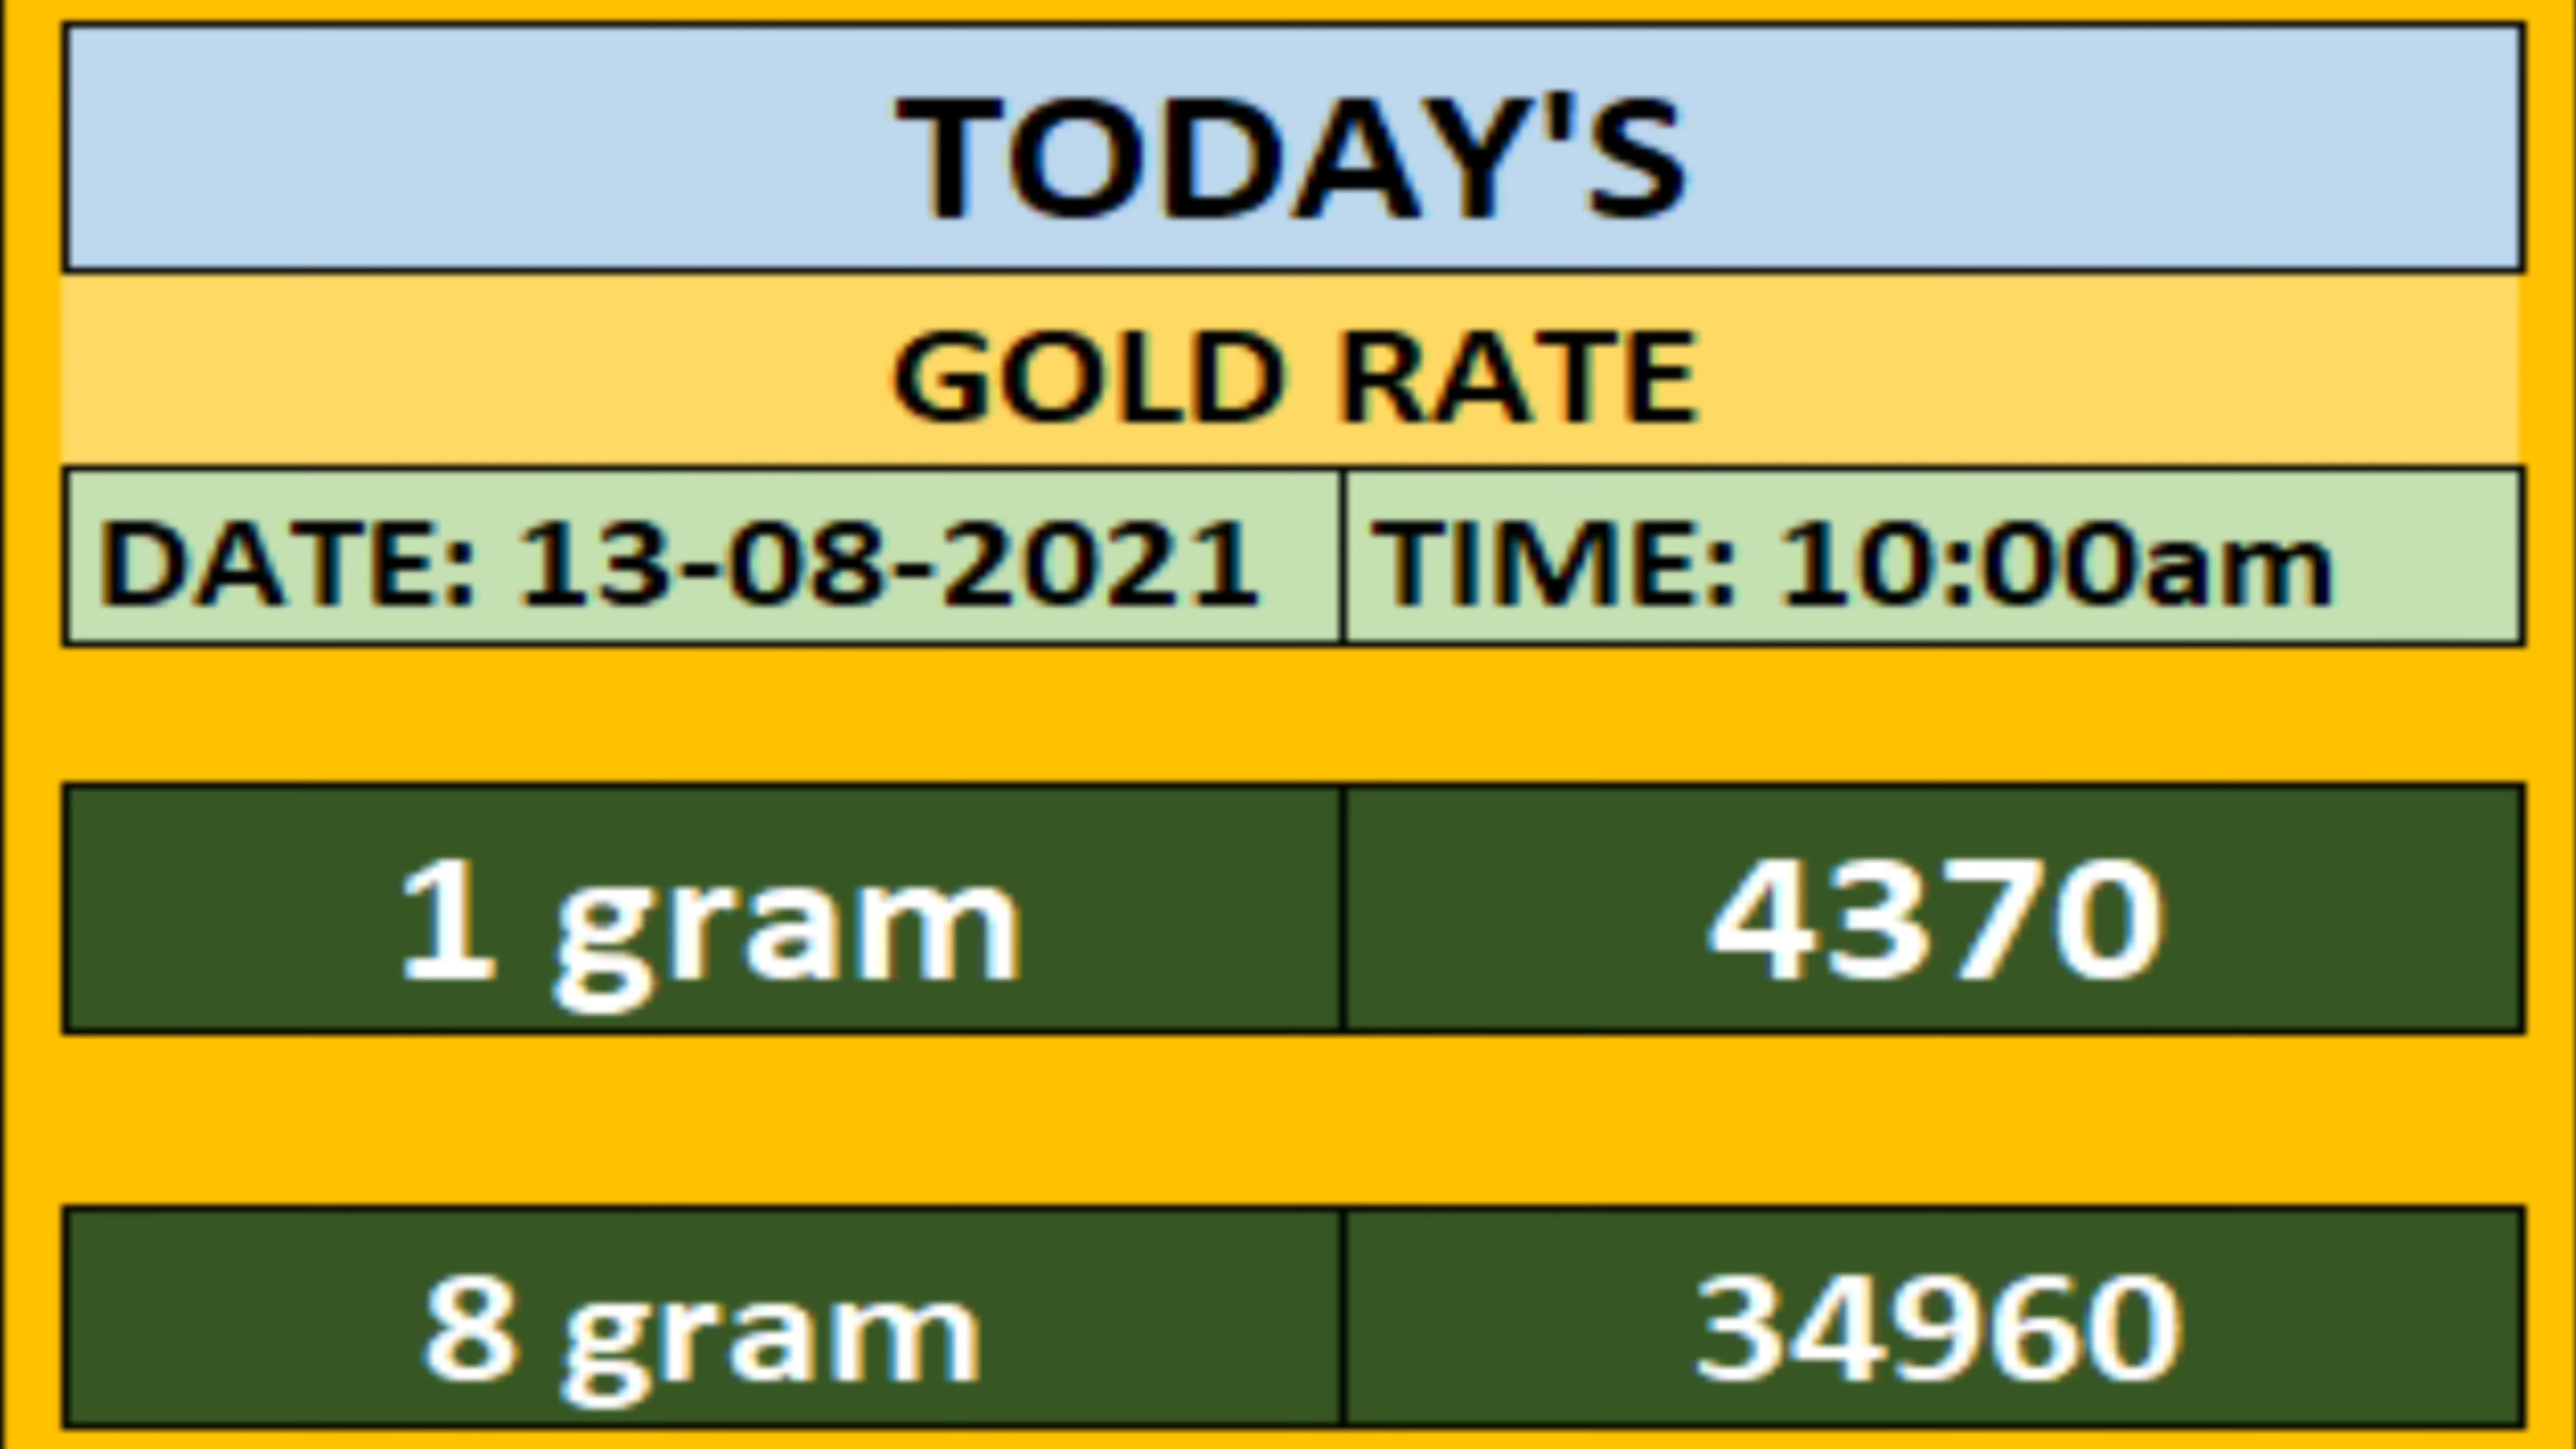 TODAY'S
GOLD RATE
DATE: 13-08-2021 TIME: 10:00am
1 gram 4370
8 gram 34960